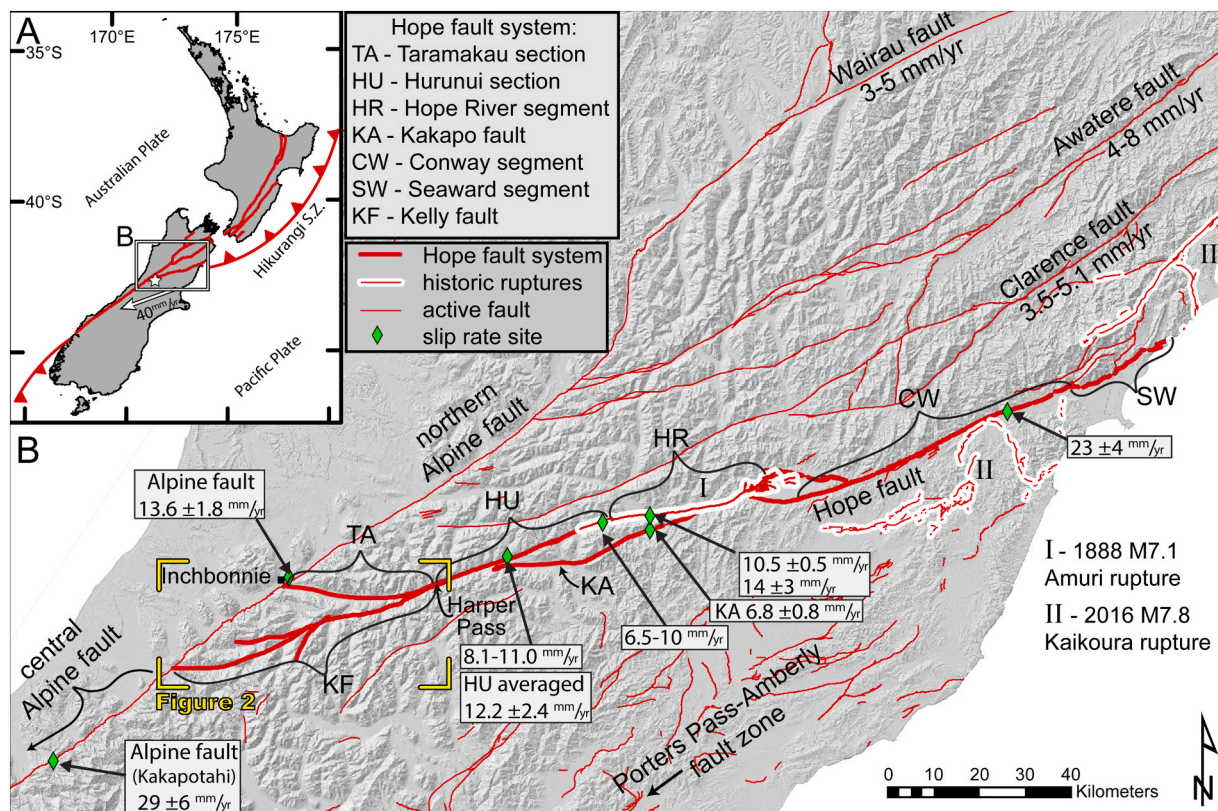 A
170°E
175°E
35°S
40°S
Australian Plate
Hikurangi S.Z.
B
40mm/yr
Pacific Plate
Hope fault system:
TA - Taramakau section
HU - Hurunui section
HR - Hope River segment
KA - Kakapo fault
CW - Conway segment
SW - Seaward segment
KF - Kelly fault
Hope fault system
historic ruptures
active fault
slip rate site
Wairau fault
3-5 mm/yr
Awatere fault
4-8 mm/yr
Clarence fault
3.5-5.1 mm/yr
II
B
northern
Alpine fault
CW
SW
HR
I
II
Hope fault
23 ±4 mm/yr
Alpine fault
13.6 ±1.8 mm/yr
HU
TA
Inchbonnie
KA
Harper
Pass
10.5 ±0.5 mm/yr
14 ±3 mm/yr
KA 6.8 ±0.8 mm/yr
6.5-10 mm/yr
8.1-11.0 mm/yr
HU averaged
12.2 ±2.4 mm/yr
I - 1888 M7.1
Amuri rupture
II - 2016 M7.8
Kaikoura rupture
central
Alpine fault
KF
Figure 2
Alpine fault
(Kakapotahi)
29 ±6 mm/yr
Porters Pass-Amberly
fault zone
0 10 20 30 40
Kilometers
N